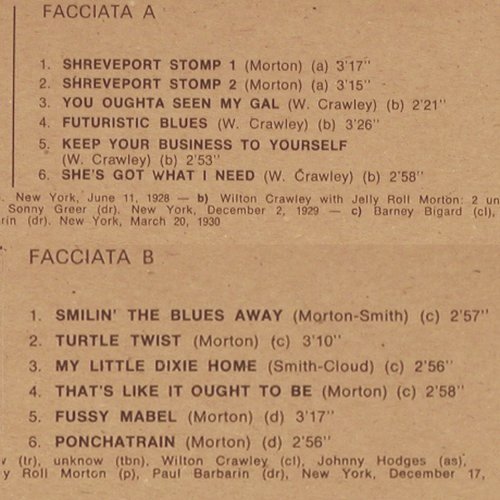 FACCIATA A
1. SHREVEPORT STOMP 1 (Morton) (a) 3'17''
2. SHREVEPORT STOMP 2 (Morton) (a) 3'15''
3. YOU OUGHTA SEEN MY GAL (W. Crawley) (b) 2'21''
4. FUTURISTIC BLUES (W. Crawley) (b) 3'26''
5. KEEP YOUR BUSINESS TO YOURSELF
(W. Crawley) (b) 2'53''
6. SHE'S GOT WHAT I NEED (W. Crawley) (b) 2'58''
New York, June 11, 1928 — b) Wilton Crawley with Jelly Roll Morton: 2 un
Sonny Greer (dr). New York, December 2, 1929 — c) Barney Bigard (cl),
rin (dr). New York, March 20, 1930
FACCIATA B
1. SMILIN' THE BLUES AWAY (Morton-Smith) (c) 2'57''
2. TURTLE TWIST (Morton) (c) 3'10''
3. MY LITTLE DIXIE HOME (Smith-Cloud) (c) 2'56''
4. THAT'S LIKE IT OUGHT TO BE (Morton) (c) 2'58''
5. FUSSY MABEL (Morton) (d) 3'17''
6. PONCHATRAIN (Morton) (d) 2'56''
(tr), unknow (tbn), Wilton Crawley (cl), Johnny Hodges (as),
y Roll Morton (p), Paul Barbarin (dr), New York, December 17,